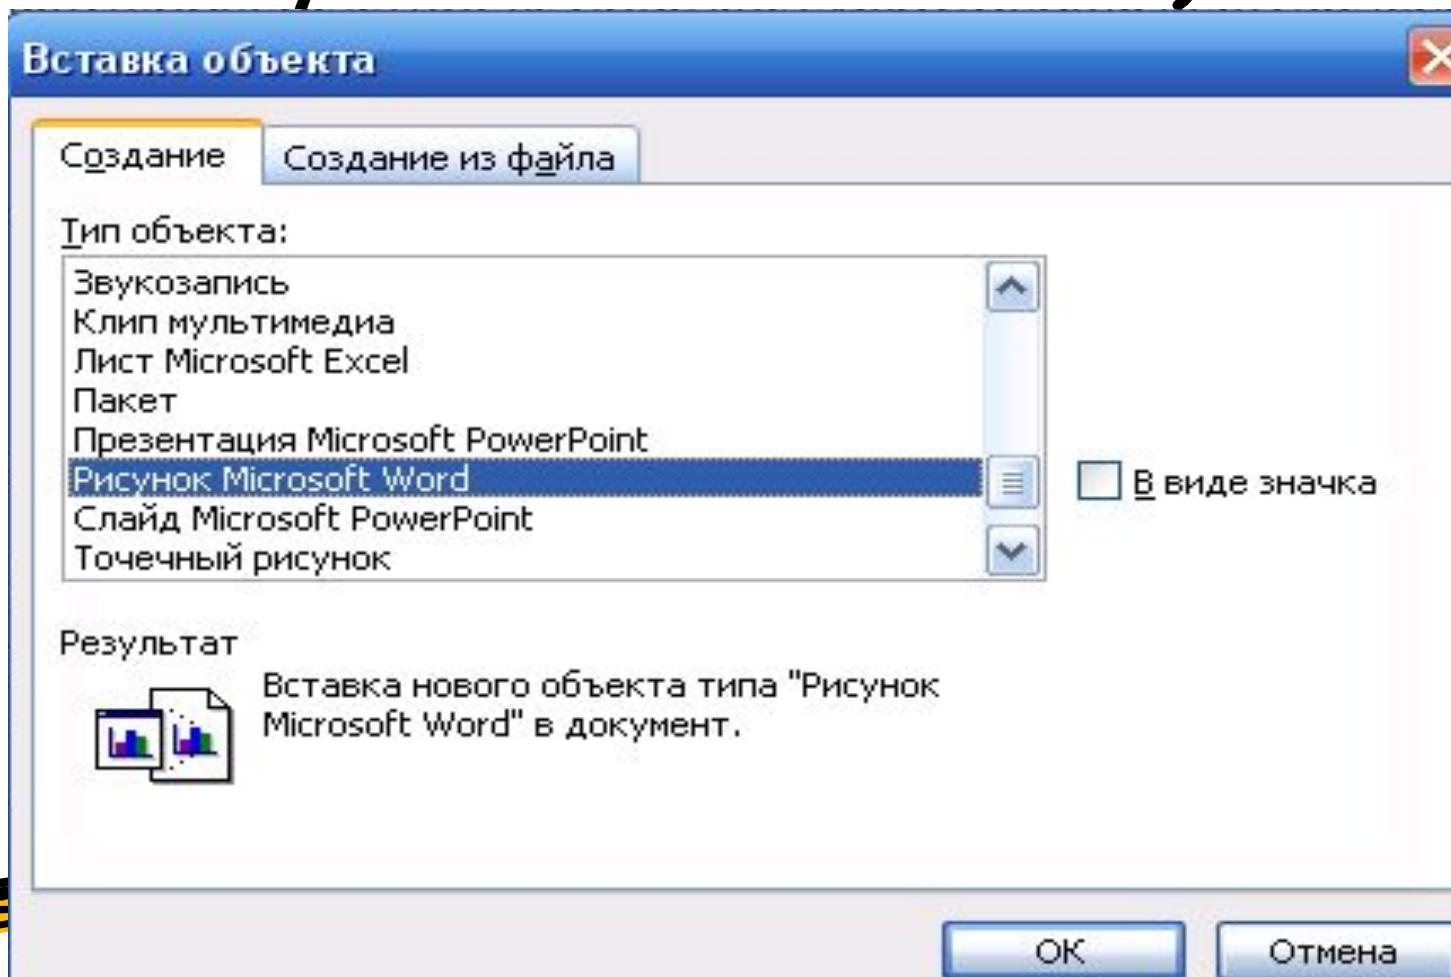 Вставка объекта
Создание
Создание из файла
Тип объекта:
Звукозапись
Клип мультимедиа
Лист Microsoft Excel
Пакет
Презентация Microsoft PowerPoint
Рисунок Microsoft Word
Слайд Microsoft PowerPoint
Точечный рисунок
В виде значка
Результат
Вставка нового объекта типа "Рисунок
Microsoft Word" в документ.
ОК
Отмена